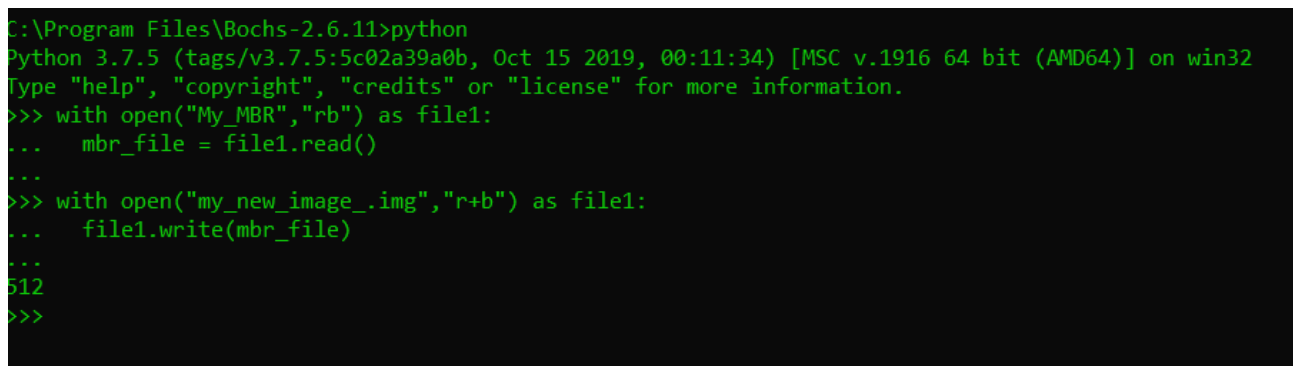 C:\Program Files\Bochs-2.6.11>python
Python 3.7.5 (tags/v3.7.5:5c02a39a0b, Oct 15 2019, 00:11:34) [MSC v.1916 64 bit (AMD64)] on win32
Type "help", "copyright", "credits" or "license" for more information.
>>> with open("My_MBR","rb") as file1:
...   mbr_file = file1.read()
...
>>> with open("my_new_image_.img","r+b") as file1:
...   file1.write(mbr_file)
...
512
>>>